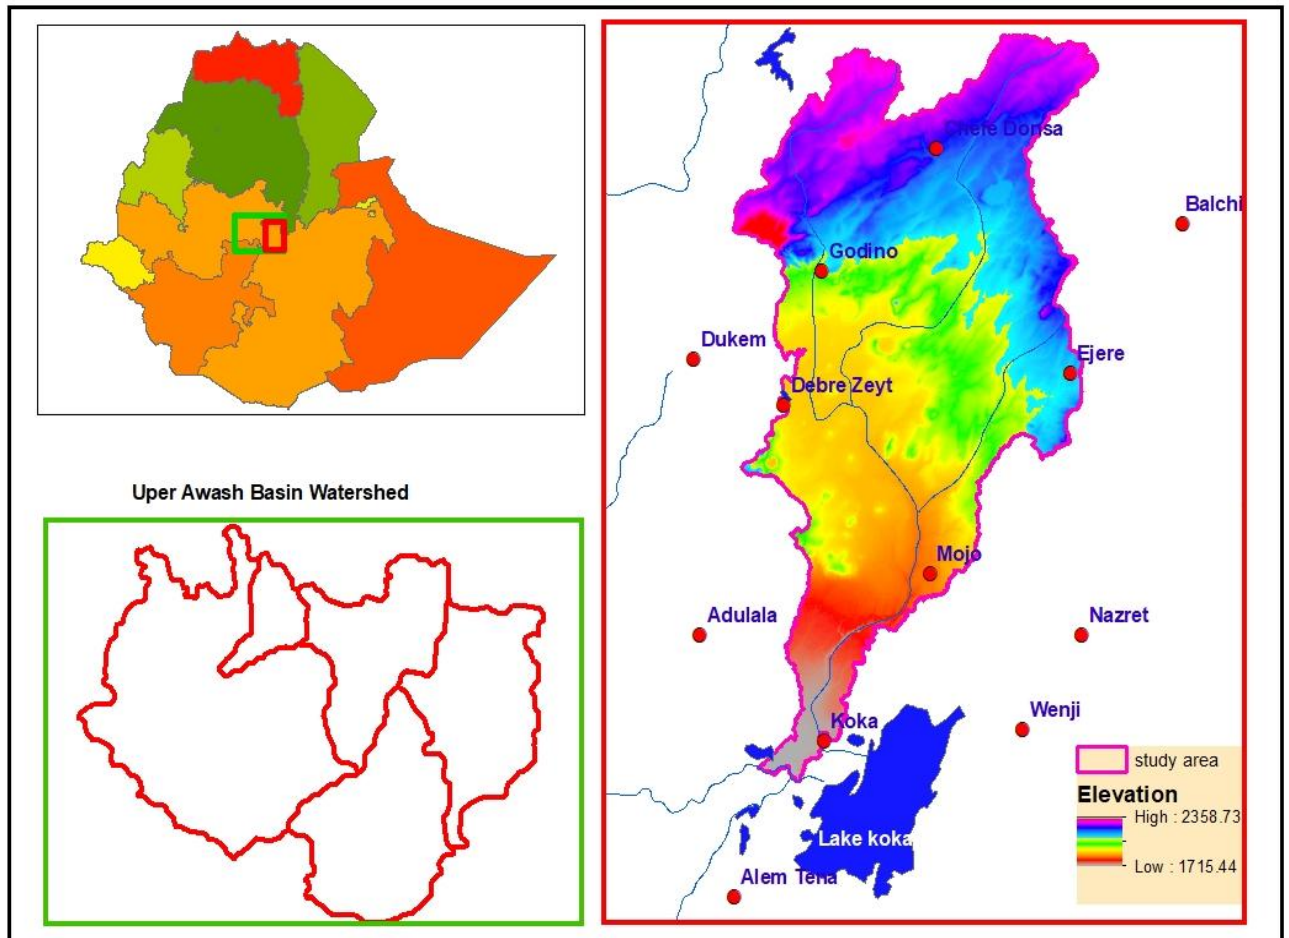 Uper Awash Basin Watershed
Chefe Donsa
Balchi
Godino
Dukem
Ejere
Debre Zeyt
Mojo
Adulala
Nazret
Wenji
Koka
study area
Elevation
High : 2358.73
Low : 1715.44
Lake koka
Alem Tena